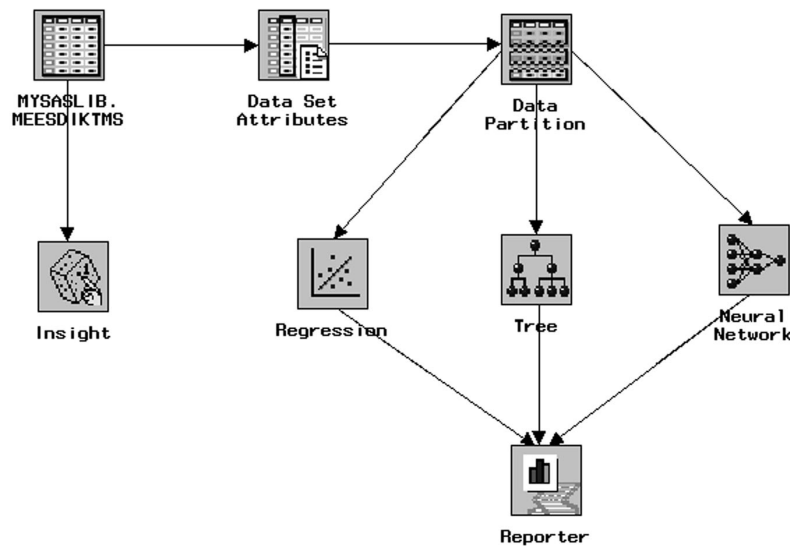 MYSASLIB.
MEESDIKTMS
Data Set
Attributes
Data
Partition
Insight
Regression
Tree
Neural
Network
Reporter